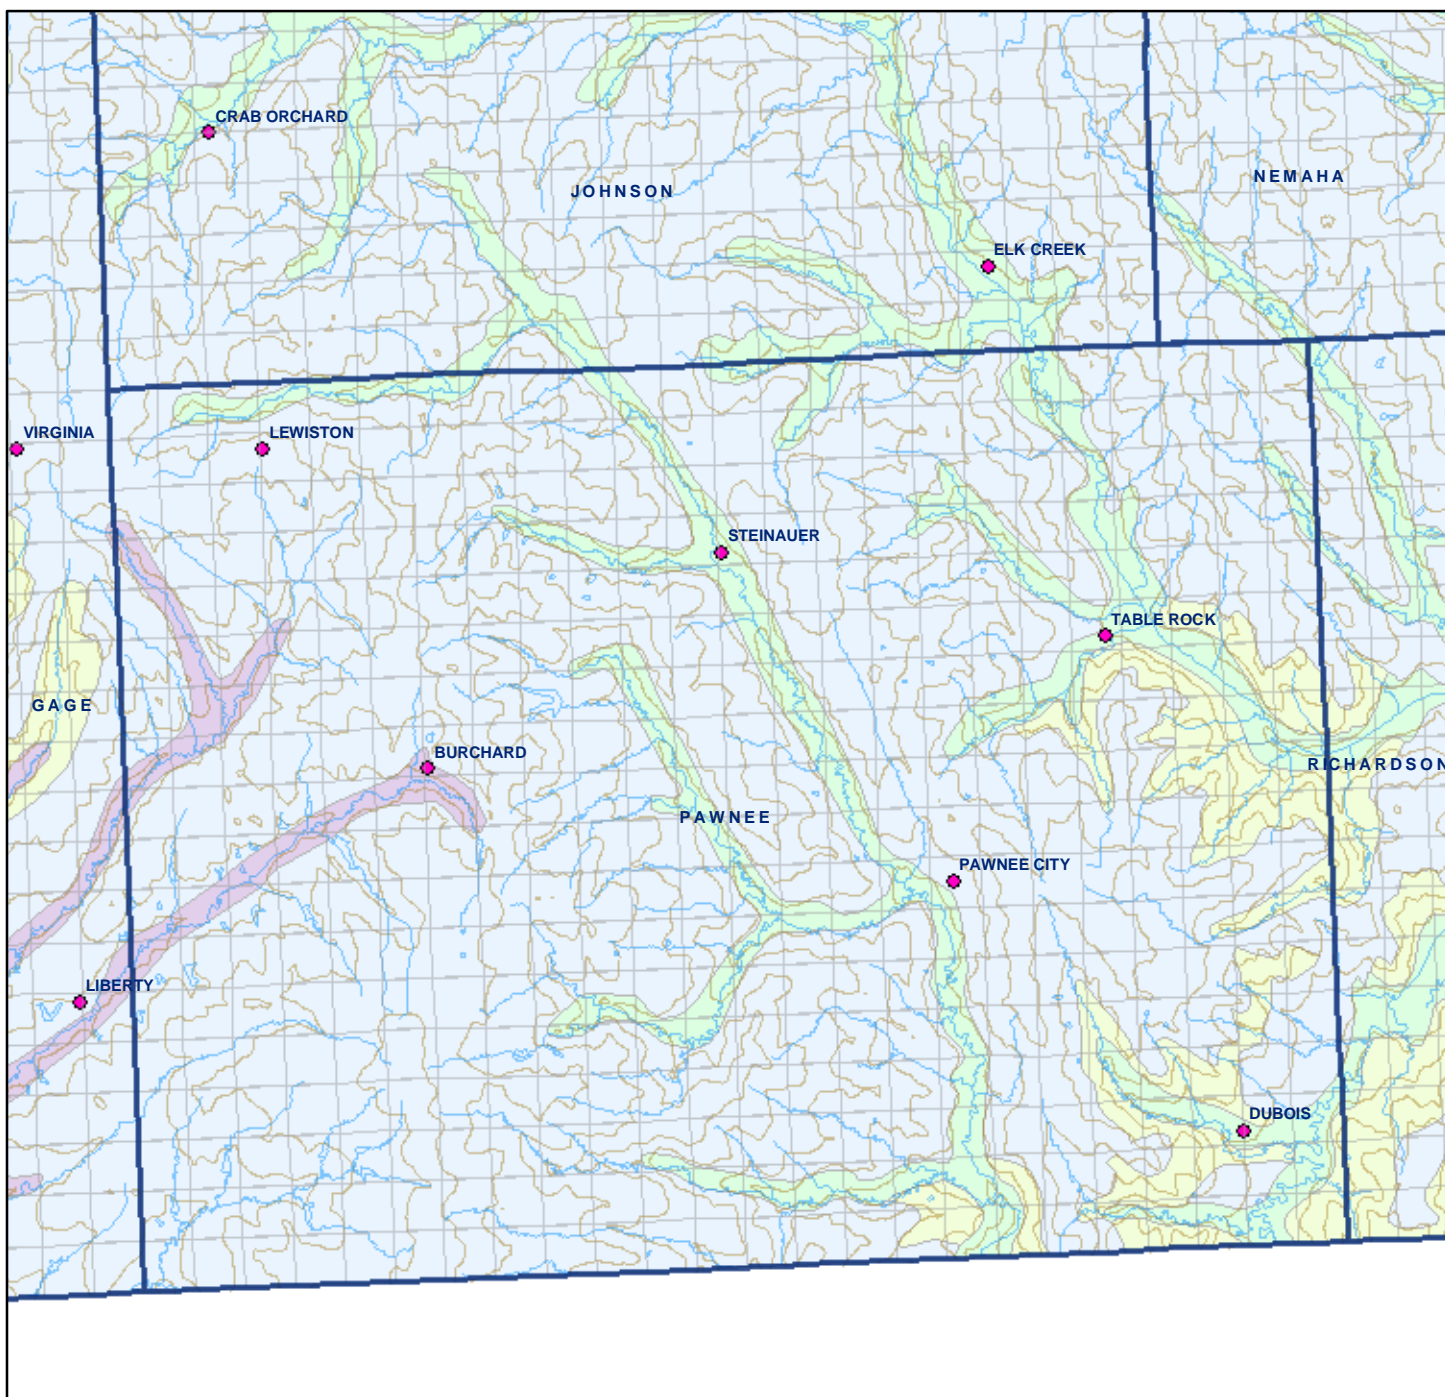 CRAB ORCHARD
JOHNSON
NEMAHA
ELK CREEK
VIRGINIA
LEWISTON
STEINAUER
TABLE ROCK
GAGE
BURCHARD
RICHARDSON
PAWNEE
PAWNEE CITY
LIBERTY
DUBOIS